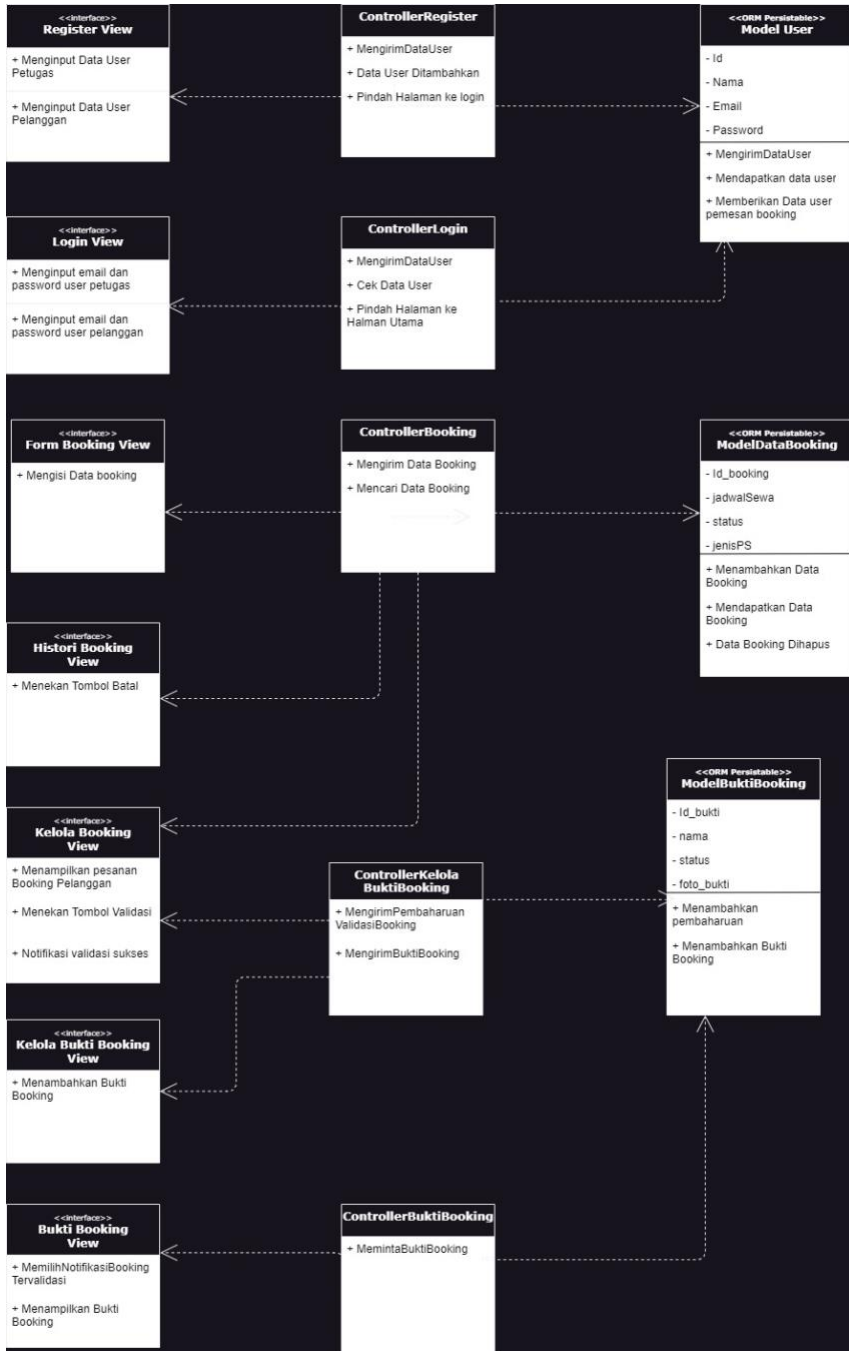 <<interface>>
Register View
+ Menginput Data User
Petugas
+ Menginput Data User
Pelanggan
ControllerRegister
+ MengirimDataUser
+ Data User Ditambahkan
+ Pindah Halaman ke login
<<ORM Persistable>>
Model User
- Id
- Nama
- Email
- Password
+ MengirimDataUser
+ Mendapatkan data user
+ Memberikan Data user
pemesan booking
<<interface>>
Login View
+ Menginput email dan
password user petugas
+ Menginput email dan
password user pelanggan
ControllerLogin
+ MengirimDataUser
+ Cek Data User
+ Pindah Halaman ke
Halman Utama
<<interface>>
Form Booking View
+ Mengisi Data booking
ControllerBooking
+ Mengirim Data Booking
+ Mencari Data Booking
<<ORM Persistable>>
ModelDataBooking
- Id_booking
- jadwalSewa
- status
- jenisPS
+ Menambahkan Data
Booking
+ Mendapatkan Data
Booking
+ Data Booking Dihapus
<<interface>>
Histori Booking
View
+ Menekan Tombol Batal
<<interface>>
Kelola Booking
View
+ Menampilkan pesanan
Booking Pelanggan
+ Menekan Tombol Validasi
+ Notifikasi validasi sukses
ControllerKelola
BuktiBooking
+ MengirimPembaharuan
ValidasiBooking
+ MengirimBuktiBooking
<<ORM Persistable>>
ModelBuktiBooking
- Id_bukti
- nama
- status
- foto_bukti
+ Menambahkan
pembaharuan
+ Menambahkan Bukti
Booking
<<interface>>
Kelola Bukti Booking
View
+ Menambahkan Bukti
Booking
<<interface>>
Bukti Booking
View
+ MemilihNotifikasiBooking
Tervalidasi
+ Menampilkan Bukti
Booking
ControllerBuktiBooking
+ MemintaBuktiBooking